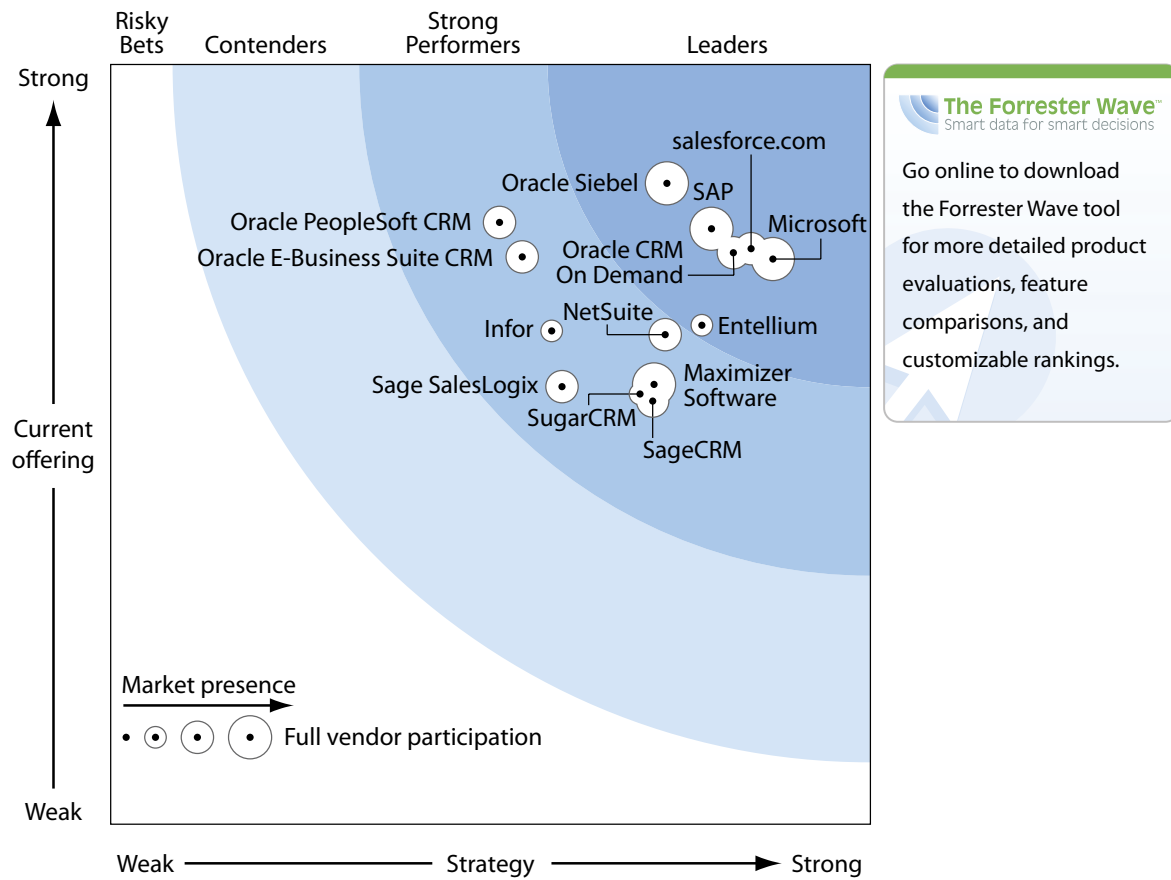 Risky
Bets
Contenders
Strong
Performers
Leaders
Strong
Current
offering
Weak
salesforce.com
Oracle Siebel
SAP
Microsoft
Oracle PeopleSoft CRM
Oracle E-Business Suite CRM
Oracle CRM
On Demand
NetSuite
Entellium
Infor
Sage SalesLogix
Maximizer
Software
SugarCRM
SageCRM
Market presence
Full vendor participation
Weak
Strategy
Strong
The Forrester Wave™
Smart data for smart decisions
Go online to download
the Forrester Wave tool
for more detailed product
evaluations, feature
comparisons, and
customizable rankings.